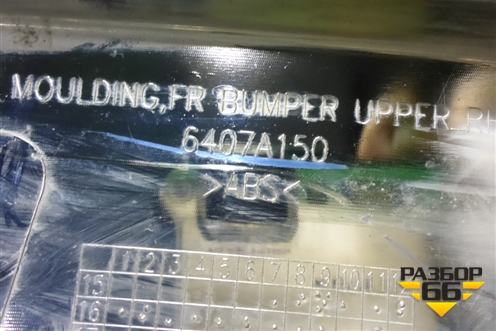 MOULDING,FR BUMPER UPPER,RH
6407A150
>ABS<
1 2 3 4 5 6 7 8 9 10 11
15
16
РАЗБОР
66